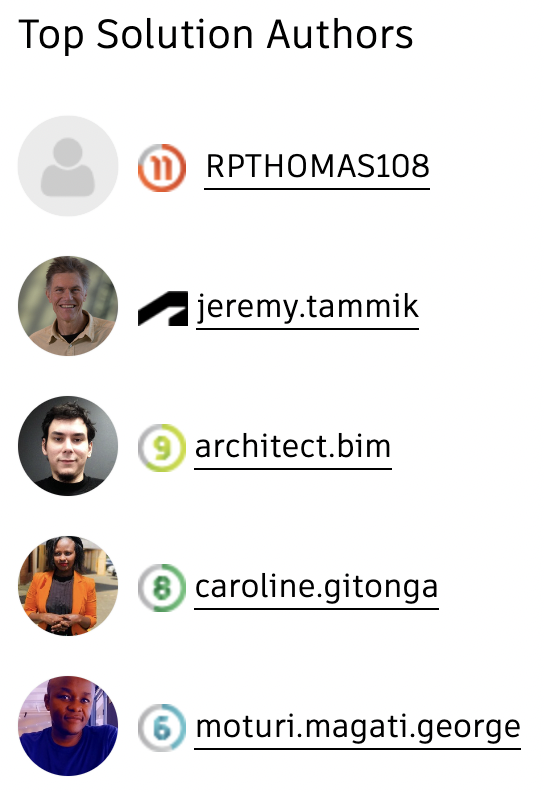 Top Solution Authors
11 RPTHOMAS108
jeremy.tammik
9 architect.bim
8 caroline.gitonga
6 moturi.magati.george